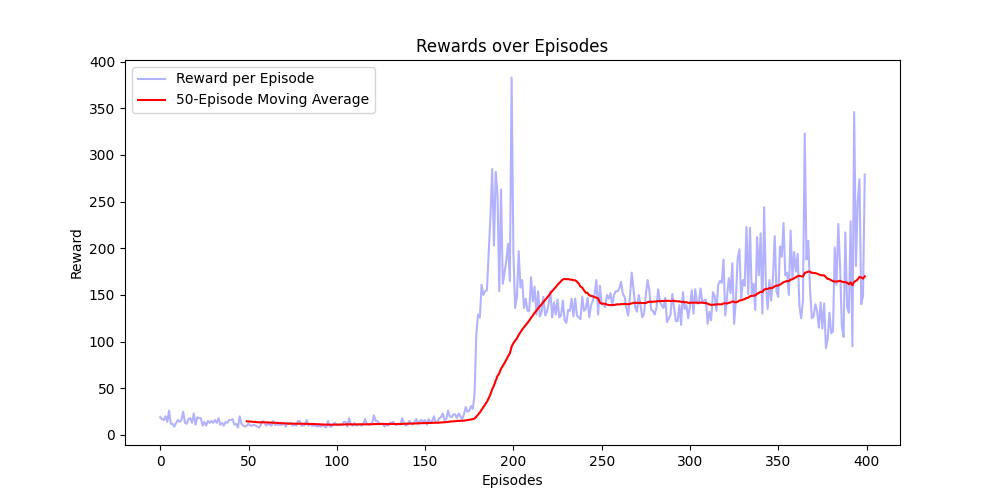 Rewards over Episodes
Reward per Episode
50-Episode Moving Average
400
350
300
250
200
150
100
50
0
Reward
0 50 100 150 200 250 300 350 400
Episodes